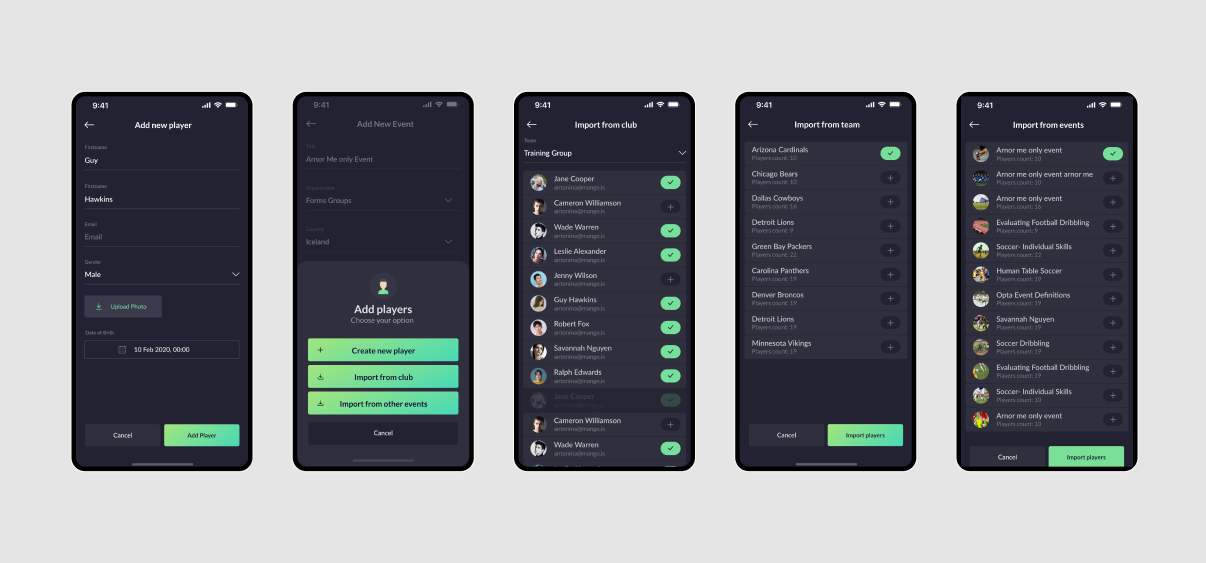 9:41
Add new player
Firstname
Guy
Firstname
Hawkins
Email
Email
Gender
Male
Upload Photo
Date of Birth
10 Feb 2020, 00:00
Cancel
Add Player
9:41
Add New Event
Title
Arnor Me only Event
Organization
Forms Groups
Country
Iceland
Add players
Choose your option
Create new player
Import from club
Import from other events
Cancel
9:41
Import from club
Team
Training Group
Jane Cooper
antonino@mango.is
Cameron Williamson
antonino@mango.is
Wade Warren
antonino@mango.is
Leslie Alexander
antonino@mango.is
Jenny Wilson
antonino@mango.is
Guy Hawkins
antonino@mango.is
Robert Fox
antonino@mango.is
Savannah Nguyen
antonino@mango.is
Ralph Edwards
antonino@mango.is
Jane Cooper
Cameron Williamson
antonino@mango.is
Wade Warren
antonino@mango.is
9:41
Import from team
Arizona Cardinals
Players count: 10
Chicago Bears
Players count: 10
Dallas Cowboys
Players count: 16
Detroit Lions
Players count: 9
Green Bay Packers
Players count: 22
Carolina Panthers
Players count: 19
Denver Broncos
Players count: 19
Detroit Lions
Players count: 19
Minnesota Vikings
Players count: 19
Cancel
Import players
9:41
Import from events
Arnor me only event
Players count: 10
Arnor me only event arnor me
Players count: 10
Arnor me only event
Players count: 16
Evaluating Football Dribbling
Players count: 9
Soccer- Individual Skills
Players count: 22
Human Table Soccer
Players count: 19
Opta Event Definitions
Players count: 19
Savannah Nguyen
Players count: 19
Soccer Dribbling
Players count: 19
Evaluating Football Dribbling
Players count: 19
Soccer- Individual Skills
Players count: 10
Arnor me only event
Players count: 10
Cancel
Import players